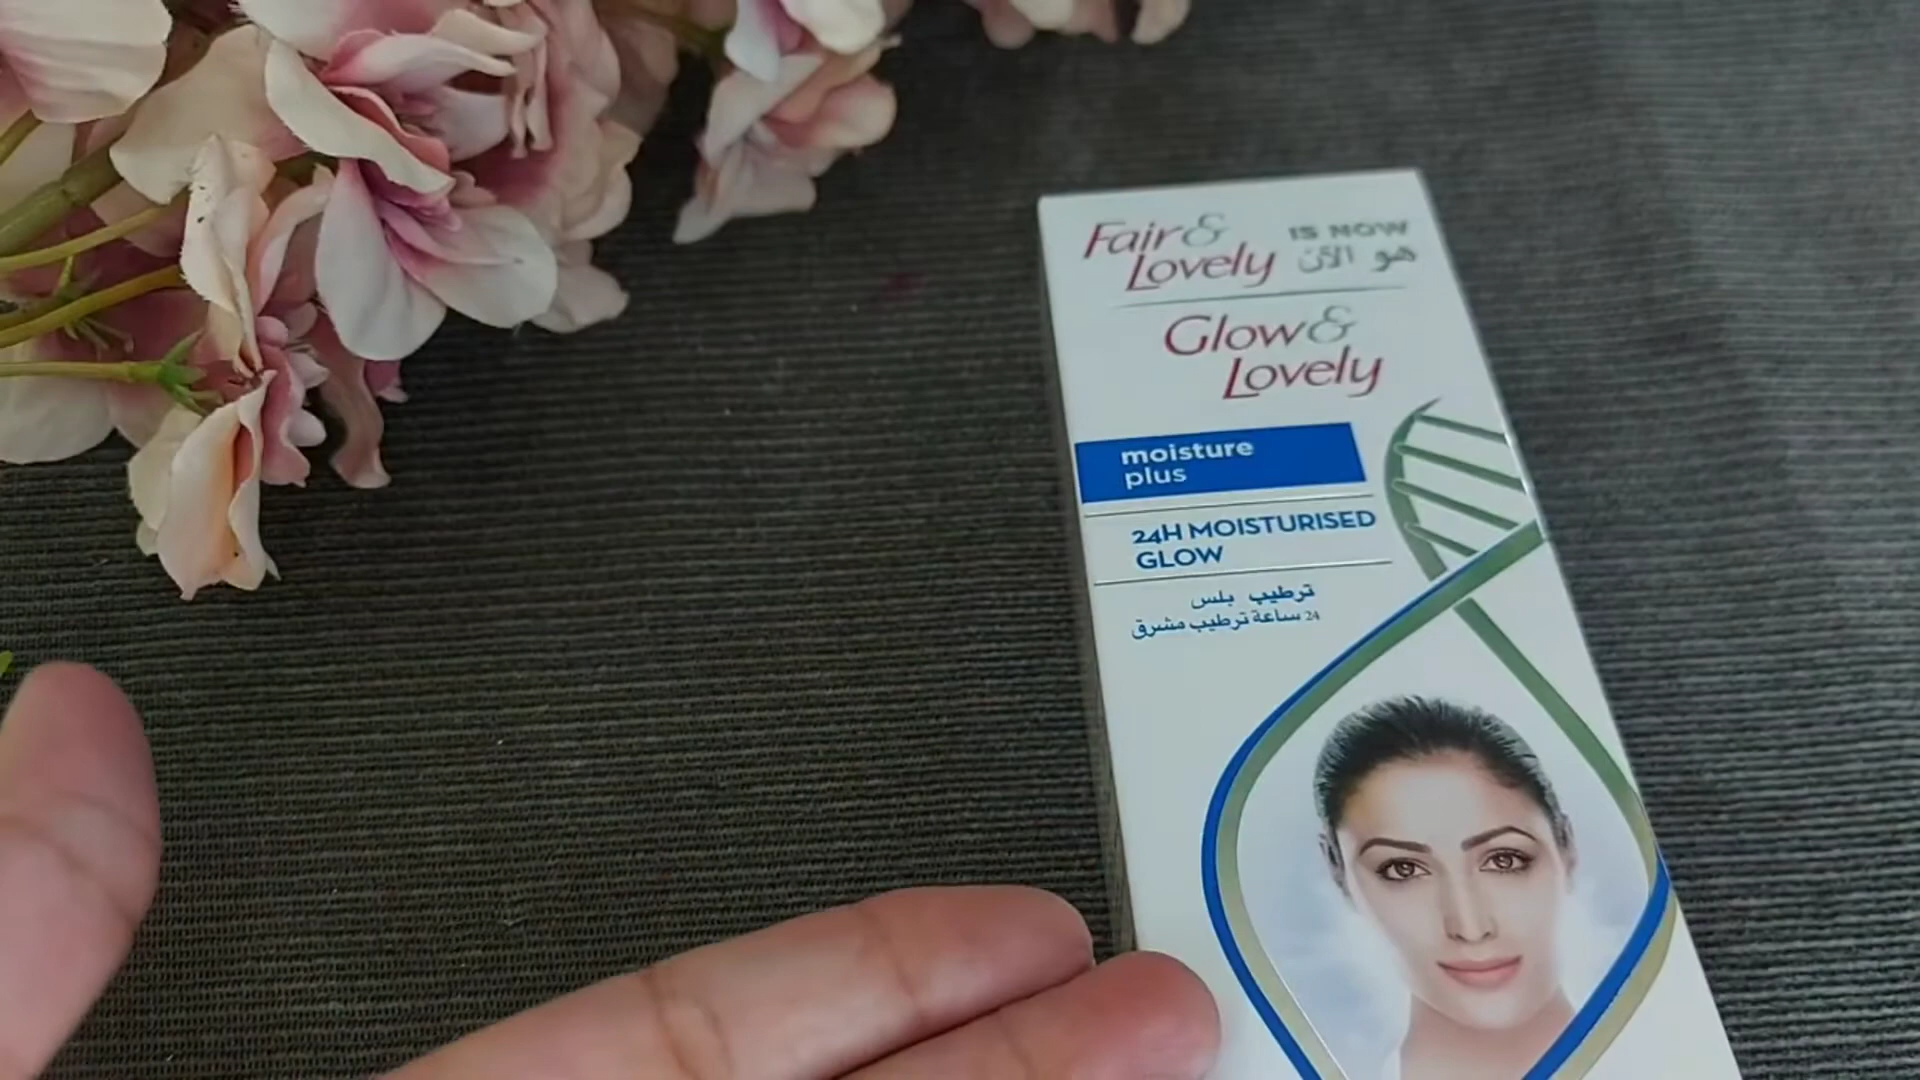 Fair & Lovely IS NOW
هو الآن
Glow & Lovely
moisture
plus
24H MOISTURISED
GLOW
ترطيب بلس
24 ساعة ترطيب مشرق